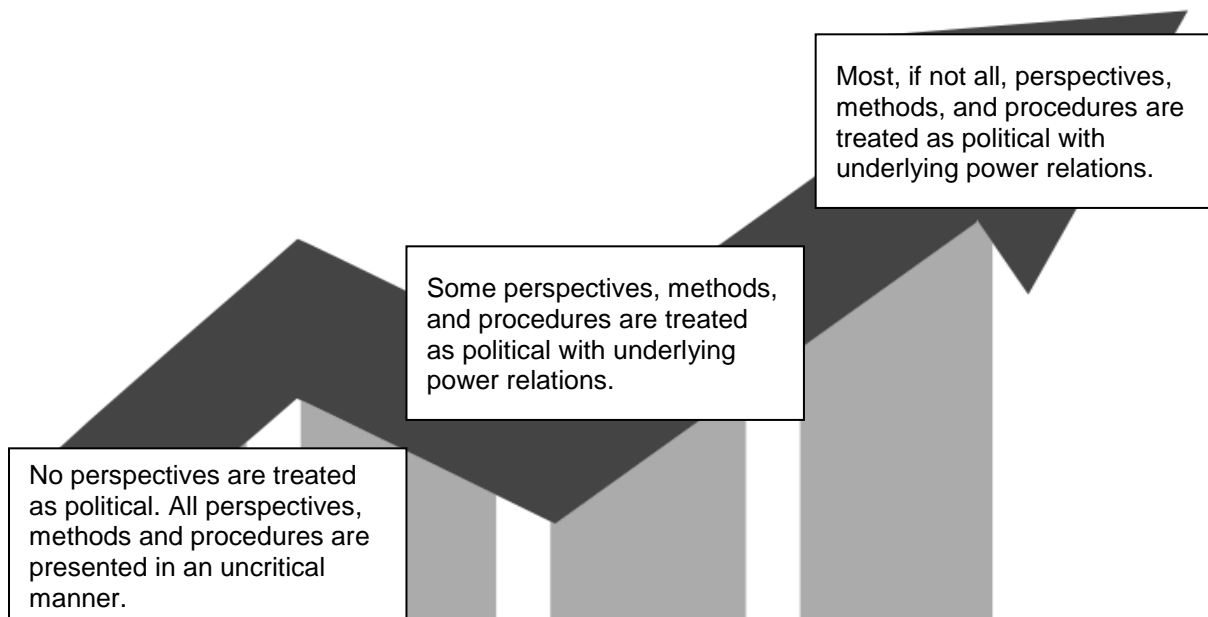 Most, if not all, perspectives,
methods, and procedures are
treated as political with
underlying power relations.
Some perspectives, methods,
and procedures are treated
as political with underlying
power relations.
No perspectives are treated
as political. All perspectives,
methods and procedures are
presented in an uncritical
manner.